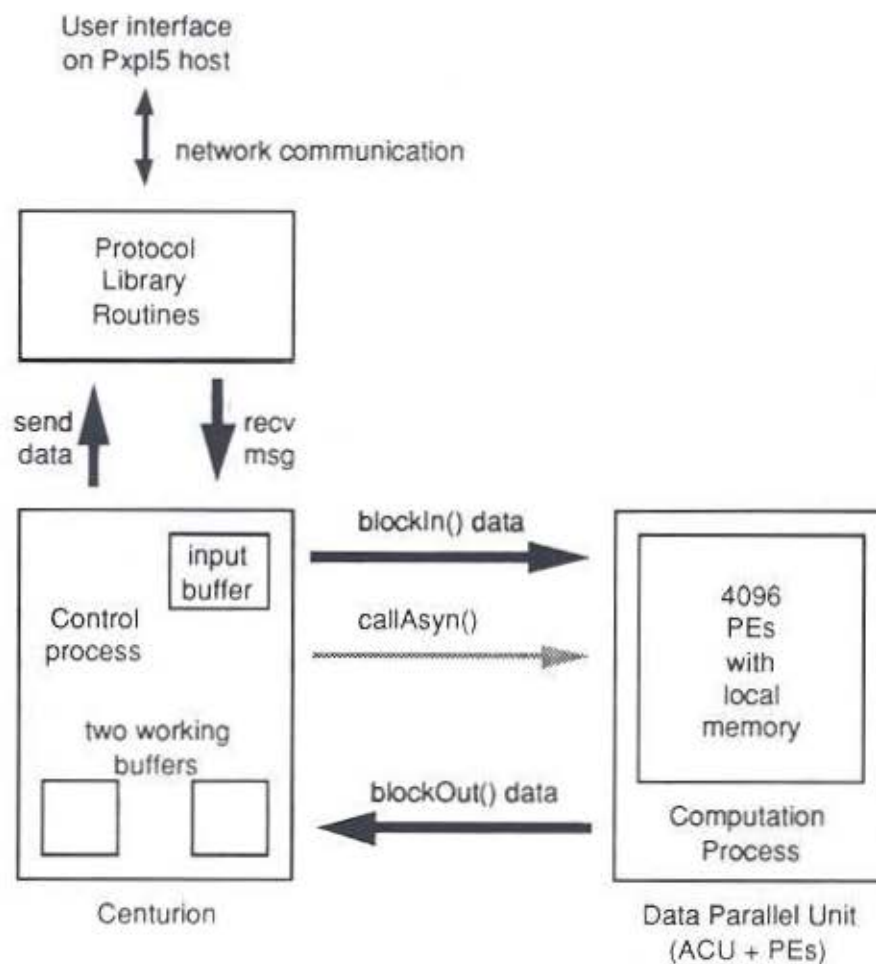 User interface
on Pxpl5 host
network communication
Protocol
Library
Routines
send
data
recv
msg
input
buffer
Control
process
two working
buffers
Centurion
blockIn() data
callAsyn()
blockOut() data
4096
PEs
with
local
memory
Computation
Process
Data Parallel Unit
(ACU + PEs)